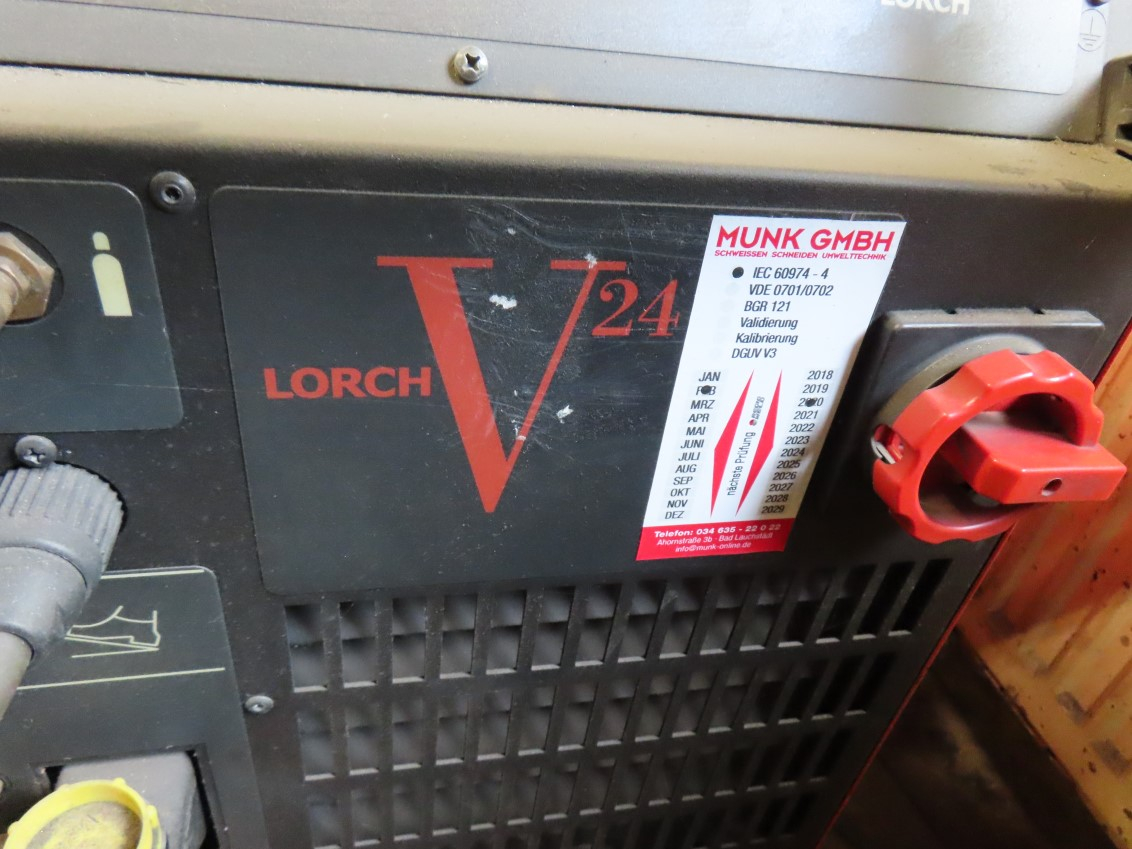 LORCH
LORCH
V24
MUNK GMBH
SCHWEISSEN SCHNEIDEN UMWELTTECHNIK
IEC 60974 - 4
VDE 0701/0702
BGR 121
Validierung
Kalibrierung
DGUV V3
JAN 2018
FEB 2019
MRZ 2020
APR 2021
MAI 2022
JUNI 2023
JULI 2024
AUG 2025
SEP 2026
OKT 2027
NOV 2028
DEZ 2029
nächste Prüfung
Telefon: 034 635 - 22 0 22
Ahornstraße 3b · Bad Lauchstädt
info@munk-online.de